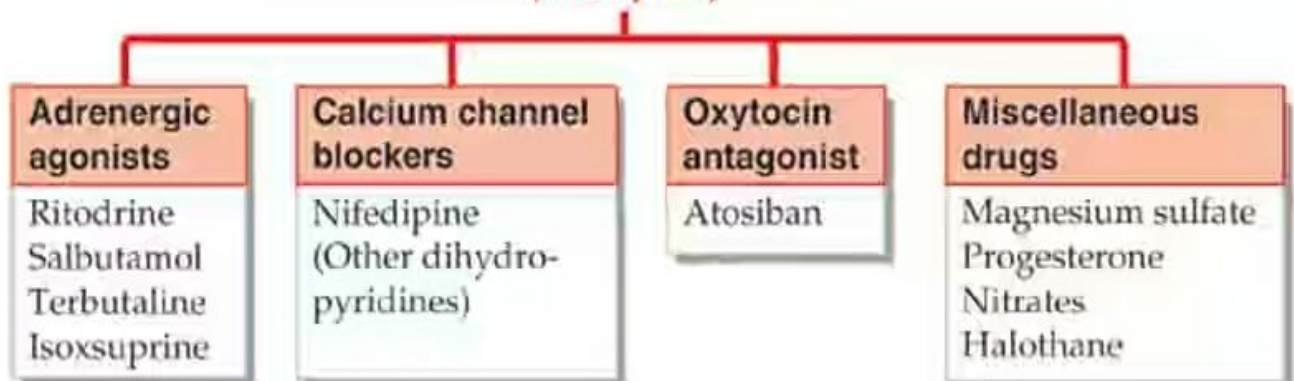 Adrenergic
agonists
Ritodrine
Salbutamol
Terbutaline
Isoxsuprine
Calcium channel
blockers
Nifedipine
(Other dihydro-
pyridines)
Oxytocin
antagonist
Atosiban
Miscellaneous
drugs
Magnesium sulfate
Progesterone
Nitrates
Halothane